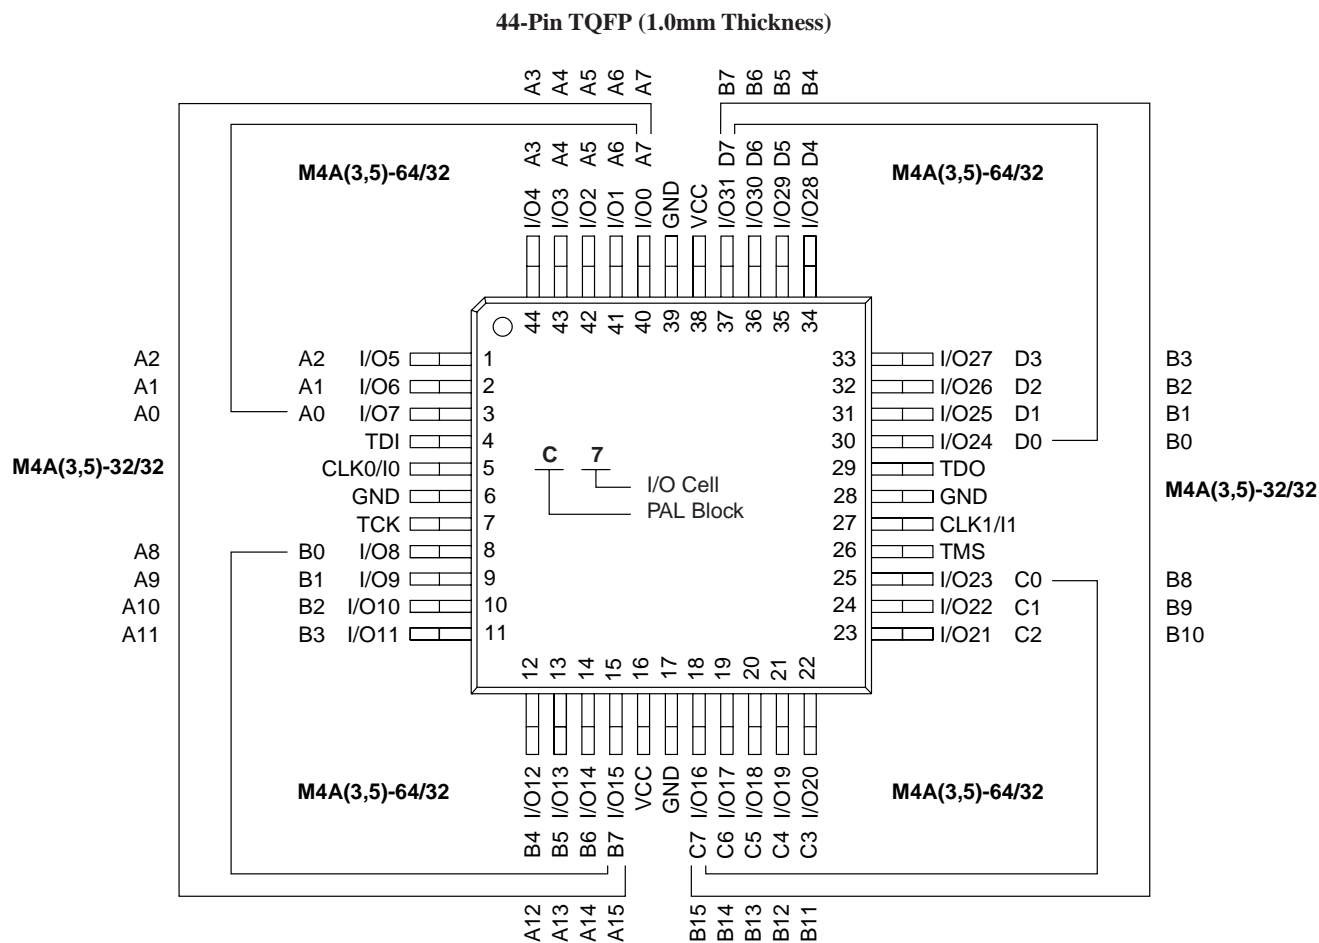 44-Pin TQFP (1.0mm Thickness)
A3 A4 A5 A6 A7 B7 B6 B5 B4
A3 A4 A5 A6 A7 D7 D6 D5 D4
M4A(3,5)-64/32 M4A(3,5)-64/32
I/O4 I/O3 I/O2 I/O1 I/O0 GND VCC I/O31 I/O30 I/O29 I/O28
44 43 42 41 40 39 38 37 36 35 34
A2 A2 I/O5 1 33 I/O27 D3 B3
A1 A1 I/O6 2 32 I/O26 D2 B2
A0 A0 I/O7 3 31 I/O25 D1 B1
TDI 4 30 I/O24 D0 B0
M4A(3,5)-32/32 CLK0/I0 5 C 7 29 TDO
GND 6 I/O Cell 28 GND M4A(3,5)-32/32
TCK 7 PAL Block 27 CLK1/I1
A8 B0 I/O8 8 26 TMS
A9 B1 I/O9 9 25 I/O23 C0 B8
A10 B2 I/O10 10 24 I/O22 C1 B9
A11 B3 I/O11 11 23 I/O21 C2 B10
12 13 14 15 16 17 18 19 20 21 22
I/O12 I/O13 I/O14 I/O15 VCC GND I/O16 I/O17 I/O18 I/O19 I/O20
M4A(3,5)-64/32 M4A(3,5)-64/32
B4 B5 B6 B7 C7 C6 C5 C4 C3
A12 A13 A14 A15 B15 B14 B13 B12 B11